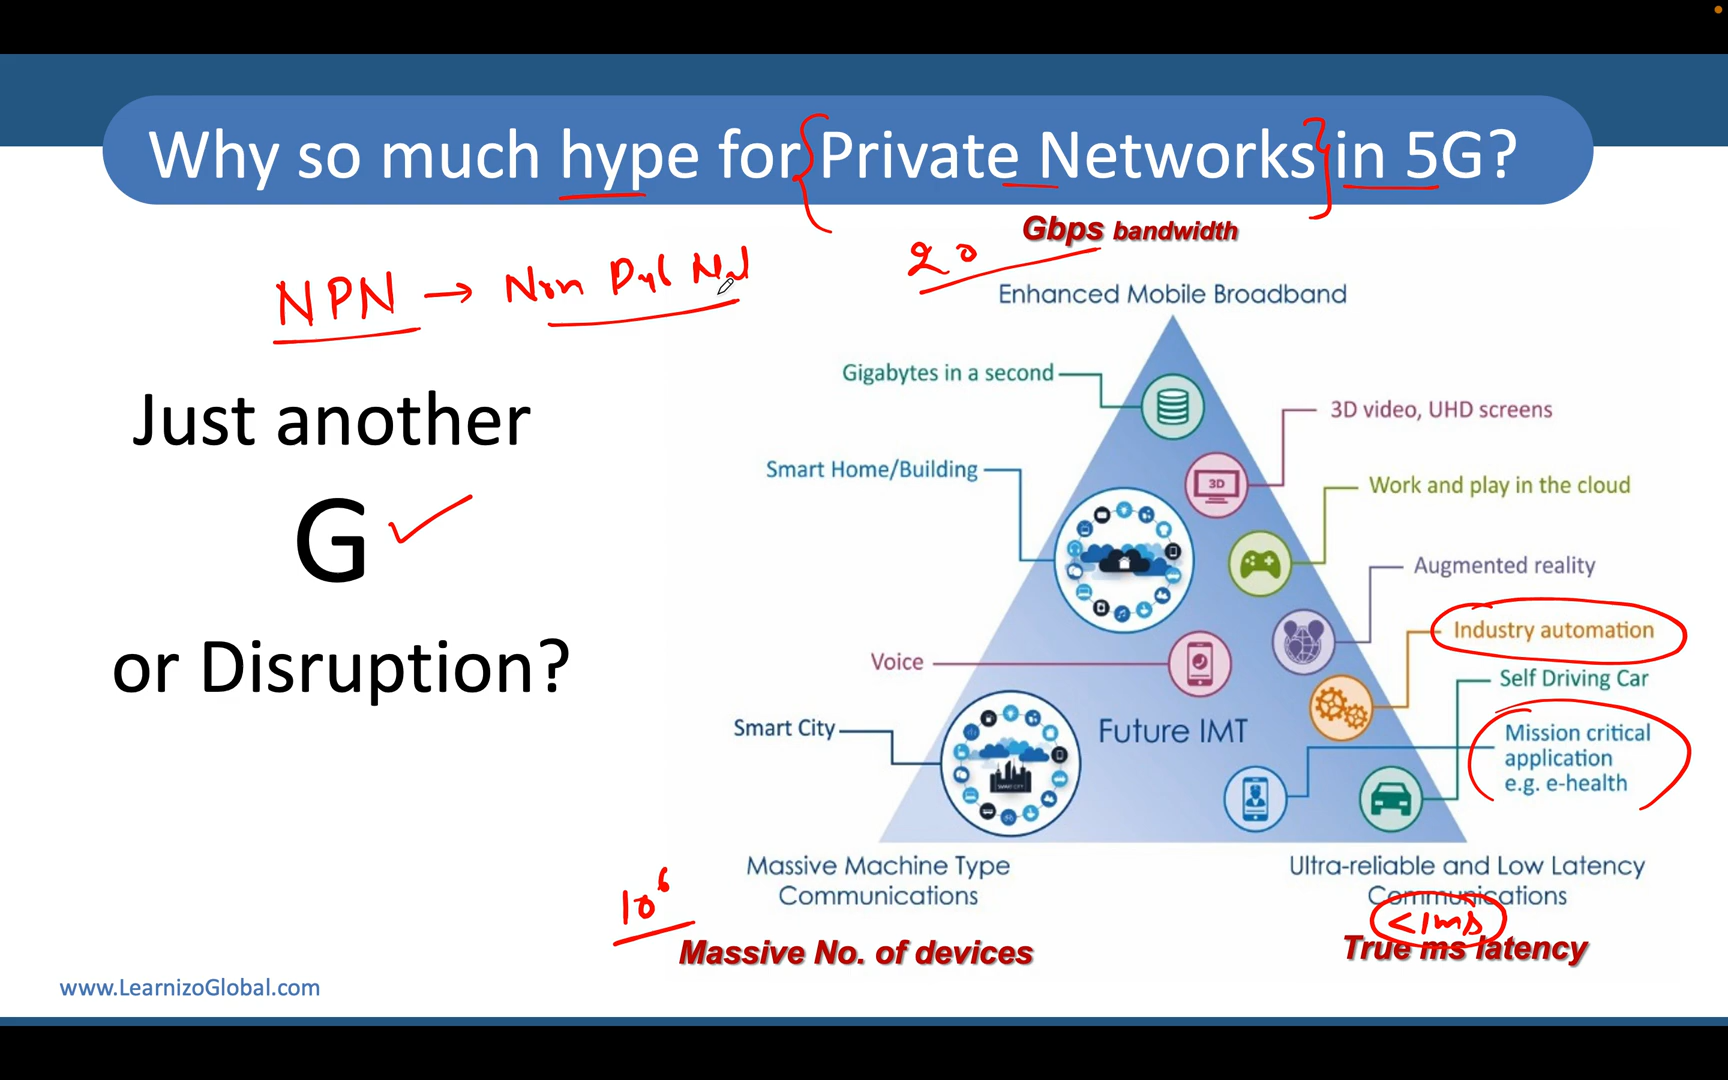 Why so much hype for {Private Networks} in 5G?
20 Gbps bandwidth
NPN → Non
Enhanced Mobile Broadband
Gigabytes in a second
3D video, UHD screens
3D
Just another
Smart Home/Building
Work and play in the cloud
G
Augmented reality
Industry automation
or Disruption?
Voice
Self Driving Car
Smart City
Future IMT
Mission critical
application
e.g. e-health
SMART CITY
Massive Machine Type
Communications
Ultra-reliable and Low Latency
Communications
10⁶
<1ms
Massive No. of devices
True ms latency
www.LearnizoGlobal.com